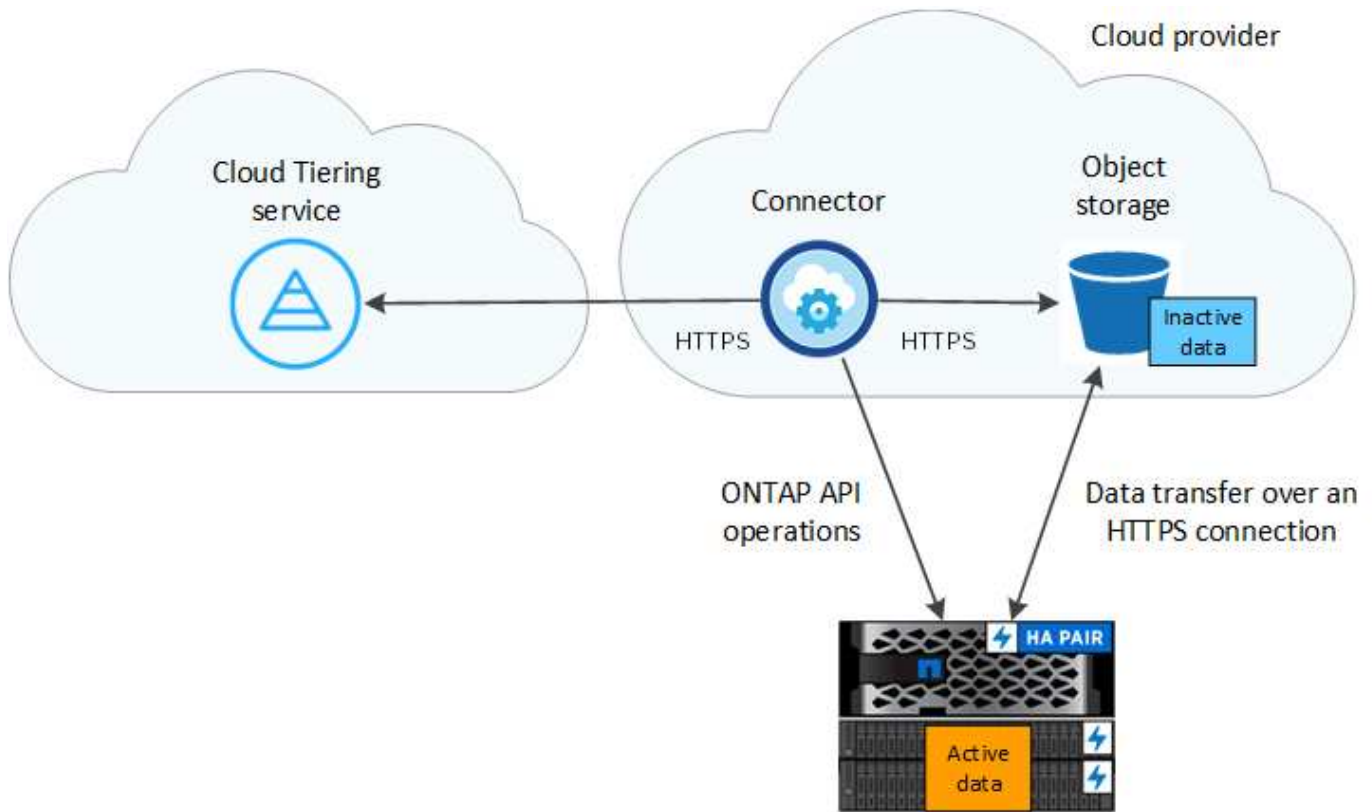 Cloud provider
Cloud Tiering
service
Connector
Object
storage
Inactive
data
HTTPS
HTTPS
ONTAP API
operations
Data transfer over an
HTTPS connection
HA PAIR
Active
data